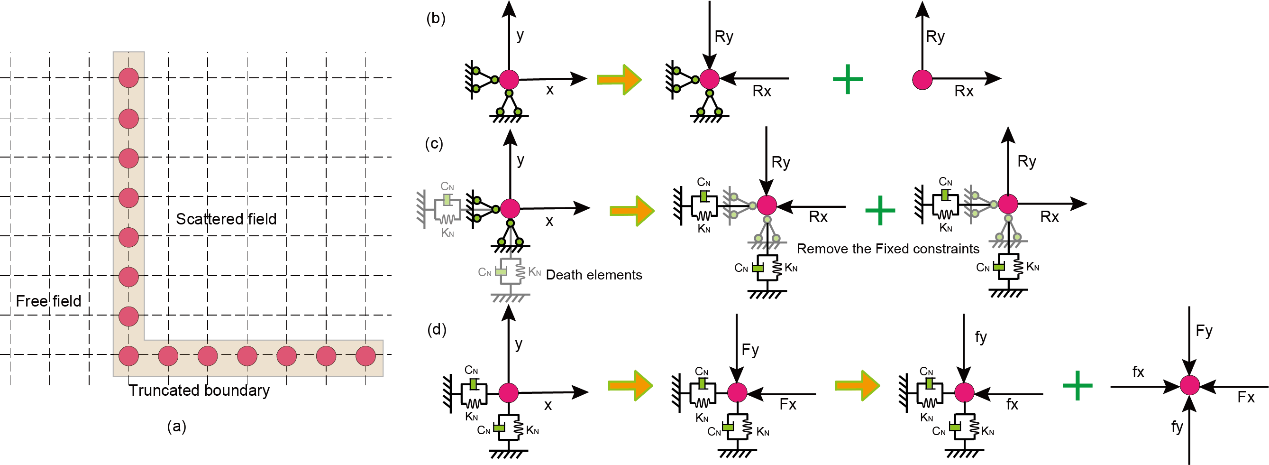 Scattered field
Free field
Truncated boundary
(a)
(b)
y
x
Ry
Rx
Ry
Rx
(c)
y
x
CN
KN
CN
KN
Death elements
Ry
Rx
CN
KN
CN
KN
Remove the Fixed constraints
Ry
Rx
CN
KN
CN
KN
(d)
y
x
CN
KN
CN
KN
Fy
Fx
CN
KN
CN
KN
fy
fx
CN
KN
CN
KN
Fy
fx
Fx
fy